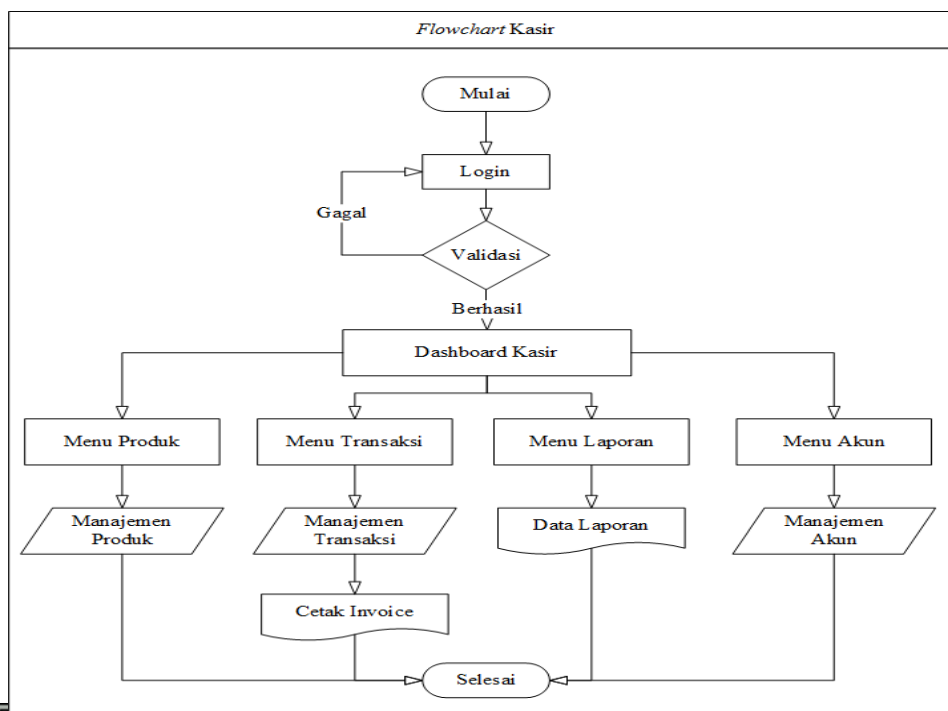 Flowchart Kasir
Mulai
Login
Gagal
Validasi
Berhasil
Dashboard Kasir
Menu Produk
Menu Transaksi
Menu Laporan
Menu Akun
Manajemen
Produk
Manajemen
Transaksi
Data Laporan
Manajemen
Akun
Cetak Invoice
Selesai